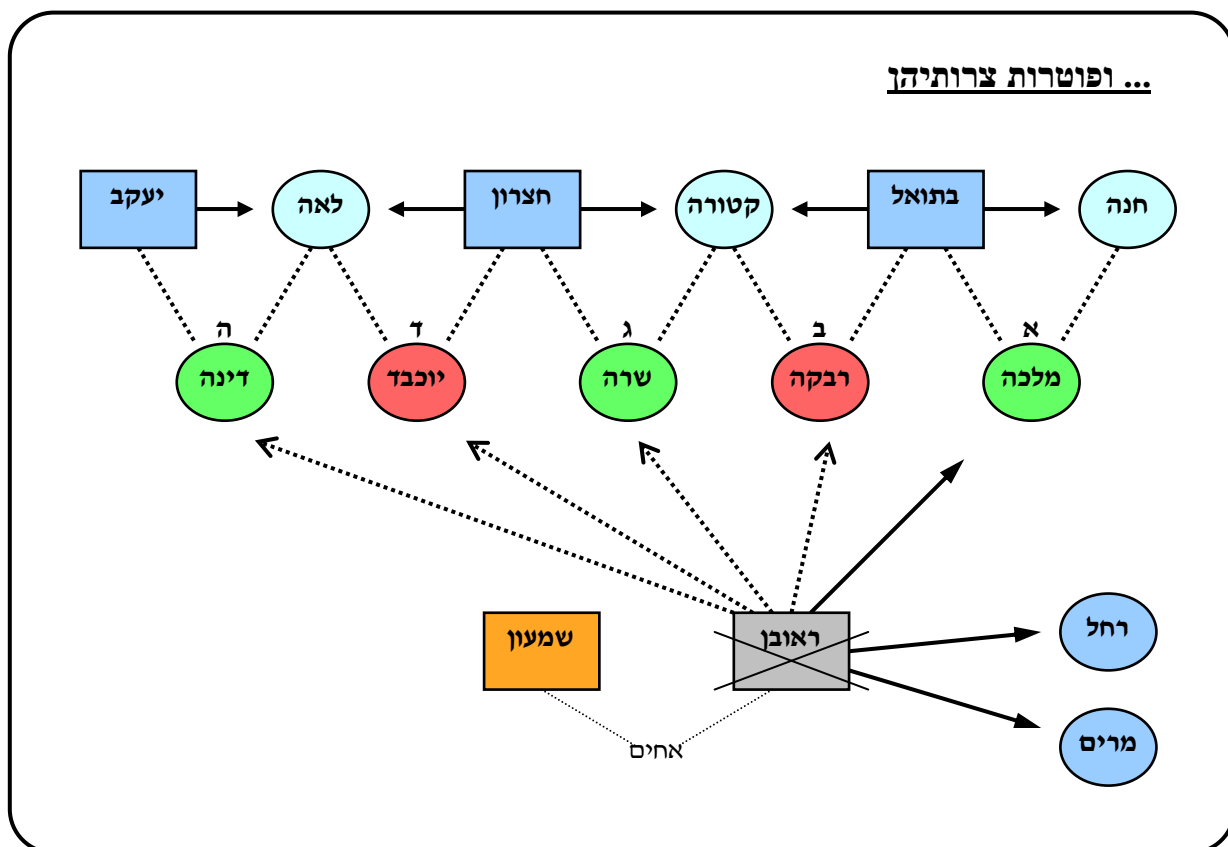 ... ופוטרות צרותיהן
חנה
בתואל
קטורה
חצרון
לאה
יעקב
א
ב
ג
ד
ה
מלכה
רבקה
שרה
יוכבד
דינה
רחל
ראובן
שמעון
מרים
אחים